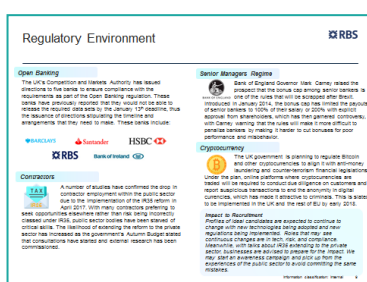 Regulatory Environment
RBS
Open Banking
The UK's Competition and Markets Authority has issued
directions to five banks to ensure compliance with the
requirements as part of the Open Banking regulation. These
banks have previously reported that they would not be able to
release the required data sets by the January 13th deadline, thus
the issuance of directions stipulating the timeline and
arrangements that they need to make. These banks include:
BARCLAYS Santander HSBC
RBS Bank of Ireland
Contractors
TAX
A number of studies have confirmed the drop in
contractor employment within the public sector
due to the implementation of the IR35 reform in
April 2017. With many contractors preferring to
seek opportunities elsewhere rather than risk being incorrectly
classed under IR35, public sector bodies have been starved of
critical skills. The likelihood of extending the reform to the private
sector has increased as the government's Autumn Budget stated
that consultations have started and external research has been
commissioned.
Senior Managers Regime
Bank of England Governor Mark Carney raised the
prospect that the bonus cap among senior bankers is
one of the rules that will be scrapped after Brexit.
Introduced in January 2014, the bonus cap has limited the payouts
of senior bankers to 100% of their salary or 200% with explicit
approval from shareholders, which has then garnered controversy,
with Carney warning that the rules will make it more difficult to
penalise bankers by making it harder to cut bonuses for poor
performance and misbehavior.
Cryptocurrency
The UK government is planning to regulate Bitcoin
and other cryptocurrencies to align it with anti-money
laundering and counter-terrorism financial legislations.
Under the plan, online platforms where cryptocurrencies are
traded will be required to conduct due diligence on customers and
report suspicious transactions to end the anonymity in digital
currencies, which has made it attractive to criminals. This is slated
to be implemented in the UK and the rest of EU by early 2018.
Impact to Recruitment
Profiles of ideal candidates are expected to continue to
change with new technologies being adopted and new
regulations being implemented. Roles that may see
continuous changes are in tech, risk, and compliance.
Meanwhile, with talks about IR35 extending to the private
sector, businesses are advised to prepare for the impact. We
may start an awareness campaign and pick up from the
experiences of the public sector to avoid committing the same
mistakes.
Information classification: Internal